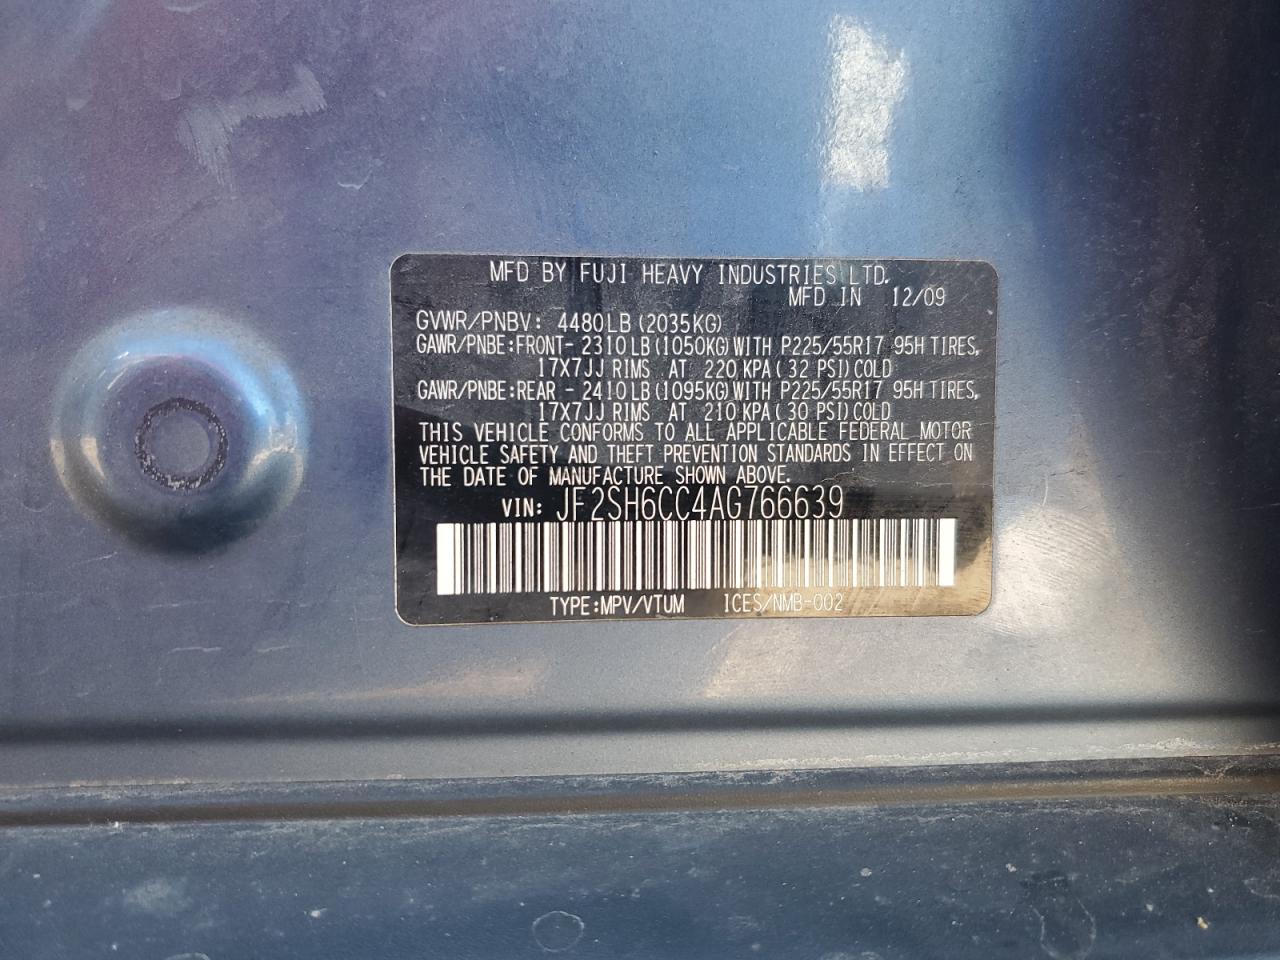 MFD BY FUJI HEAVY INDUSTRIES LTD.
MFD IN 12/09
GVWR/PNBV: 4480LB(2035KG)
GAWR/PNBE:FRONT- 2310LB(1050KG)WITH P225/55R17 95H TIRES,
17X7JJ RIMS AT 220 KPA(32 PSI)COLD
GAWR/PNBE:REAR - 2410LB(1095KG)WITH P225/55R17 95H TIRES,
17X7JJ RIMS AT 210 KPA(30 PSI)COLD
THIS VEHICLE CONFORMS TO ALL APPLICABLE FEDERAL MOTOR
VEHICLE SAFETY AND THEFT PREVENTION STANDARDS IN EFFECT ON
THE DATE OF MANUFACTURE SHOWN ABOVE.
VIN: JF2SH6CC4AG766639
TYPE:MPV/VTUM ICES/NMB-002